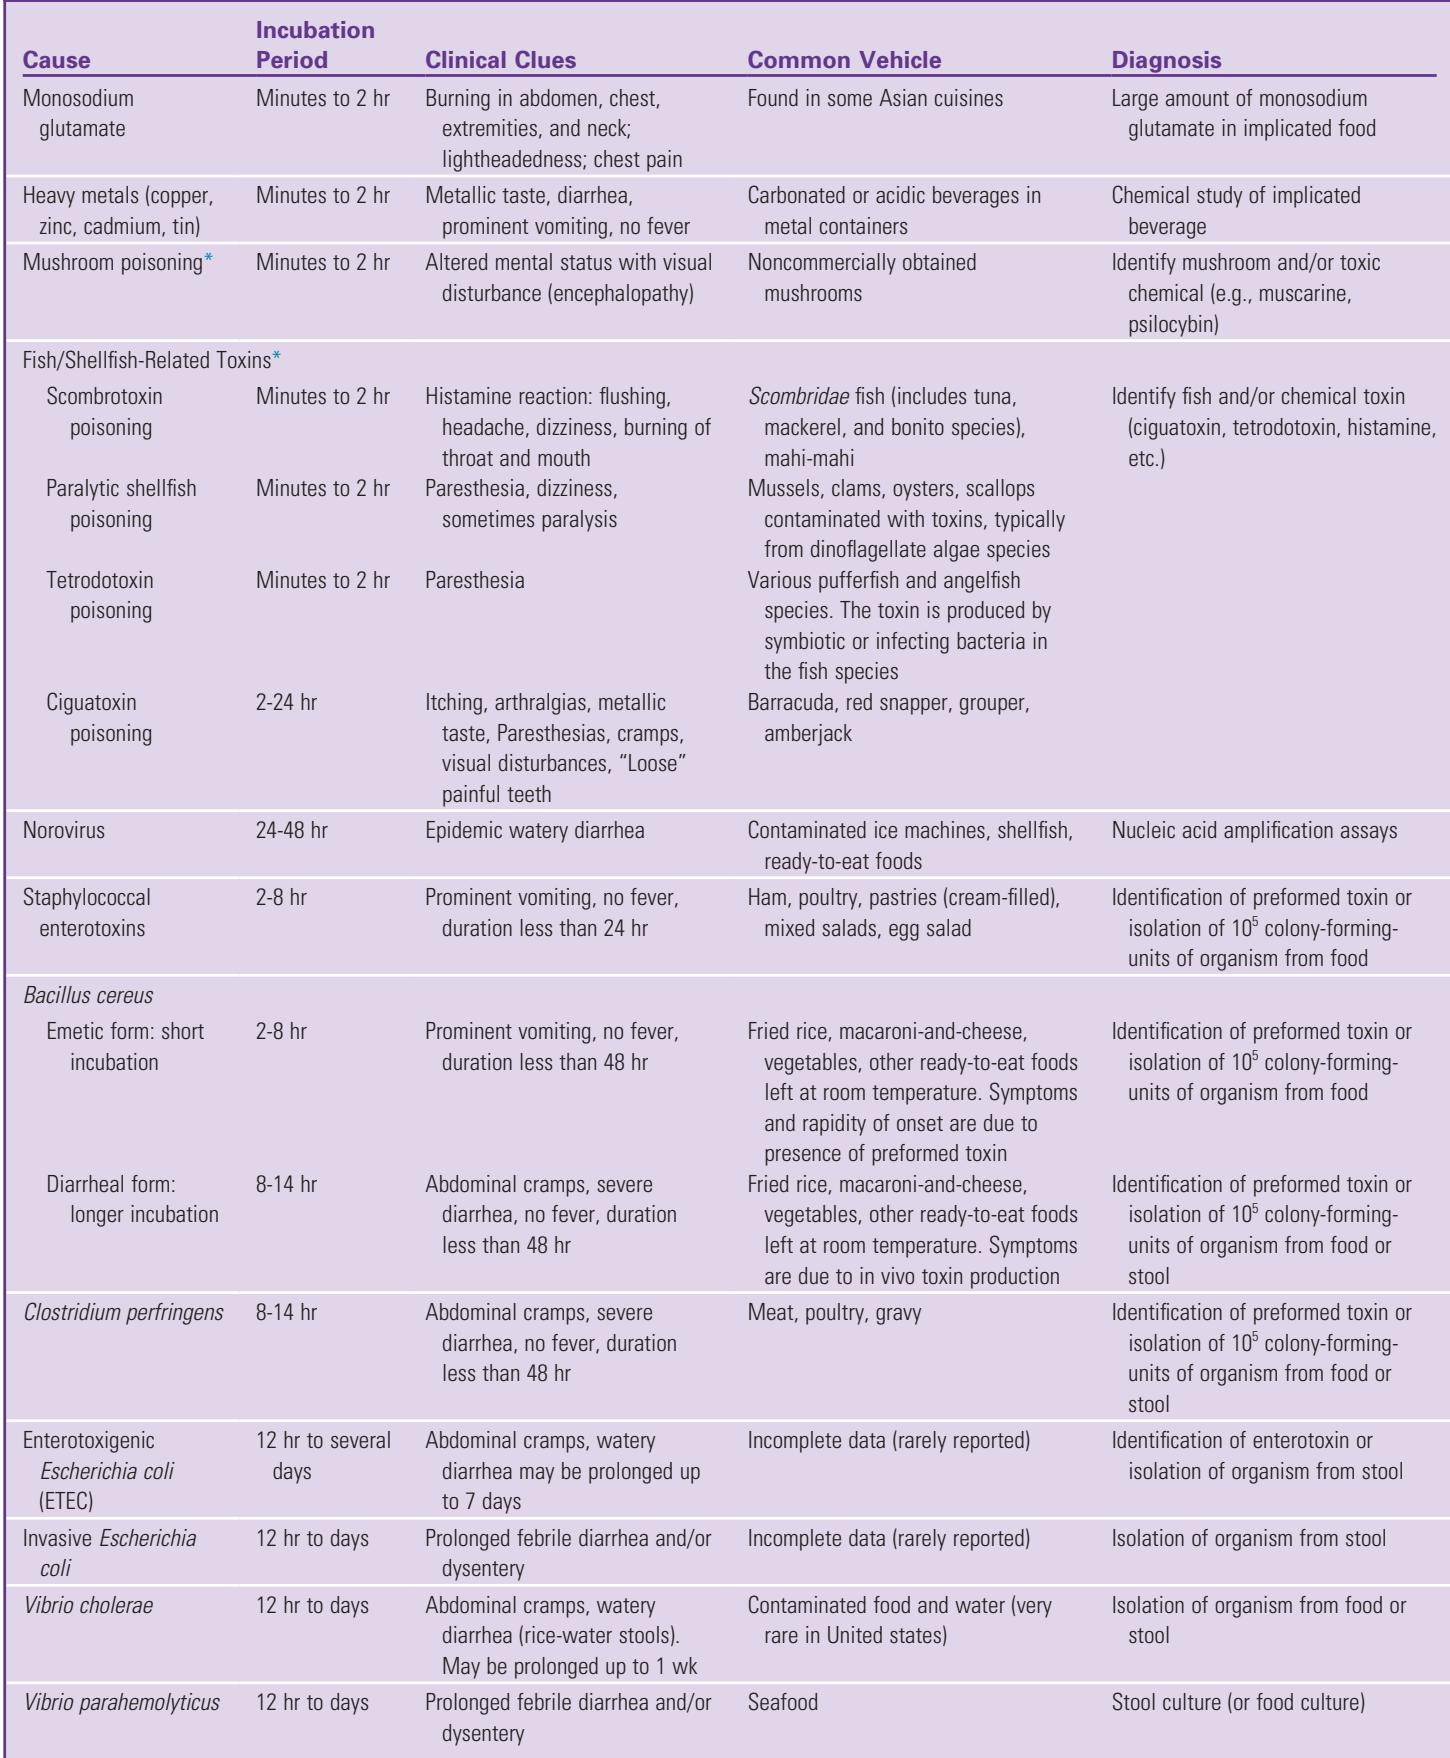 Cause
Incubation
Period
Clinical Clues
Common Vehicle
Diagnosis
Monosodium
glutamate
Minutes to 2 hr
Burning in abdomen, chest,
extremities, and neck;
lightheadedness; chest pain
Found in some Asian cuisines
Large amount of monosodium
glutamate in implicated food
Heavy metals (copper,
zinc, cadmium, tin)
Minutes to 2 hr
Metallic taste, diarrhea,
prominent vomiting, no fever
Carbonated or acidic beverages in
metal containers
Chemical study of implicated
beverage
Mushroom poisoning*
Minutes to 2 hr
Altered mental status with visual
disturbance (encephalopathy)
Noncommercially obtained
mushrooms
Identify mushroom and/or toxic
chemical (e.g., muscarine,
psilocybin)
Fish/Shellfish-Related Toxins*
Scombrotoxin
poisoning
Minutes to 2 hr
Histamine reaction: flushing,
headache, dizziness, burning of
throat and mouth
Scombridae fish (includes tuna,
mackerel, and bonito species),
mahi-mahi
Identify fish and/or chemical toxin
(ciguatoxin, tetrodotoxin, histamine,
etc.)
Paralytic shellfish
poisoning
Minutes to 2 hr
Paresthesia, dizziness,
sometimes paralysis
Mussels, clams, oysters, scallops
contaminated with toxins, typically
from dinoflagellate algae species
Tetrodotoxin
poisoning
Minutes to 2 hr
Paresthesia
Various pufferfish and angelfish
species. The toxin is produced by
symbiotic or infecting bacteria in
the fish species
Ciguatoxin
poisoning
2-24 hr
Itching, arthralgias, metallic
taste, Paresthesias, cramps,
visual disturbances, “Loose”
painful teeth
Barracuda, red snapper, grouper,
amberjack
Norovirus
24-48 hr
Epidemic watery diarrhea
Contaminated ice machines, shellfish,
ready-to-eat foods
Nucleic acid amplification assays
Staphylococcal
enterotoxins
2-8 hr
Prominent vomiting, no fever,
duration less than 24 hr
Ham, poultry, pastries (cream-filled),
mixed salads, egg salad
Identification of preformed toxin or
isolation of 10⁵ colony-forming-
units of organism from food
Bacillus cereus
Emetic form: short
incubation
2-8 hr
Prominent vomiting, no fever,
duration less than 48 hr
Fried rice, macaroni-and-cheese,
vegetables, other ready-to-eat foods
left at room temperature. Symptoms
and rapidity of onset are due to
presence of preformed toxin
Identification of preformed toxin or
isolation of 10⁵ colony-forming-
units of organism from food
Diarrheal form:
longer incubation
8-14 hr
Abdominal cramps, severe
diarrhea, no fever, duration
less than 48 hr
Fried rice, macaroni-and-cheese,
vegetables, other ready-to-eat foods
left at room temperature. Symptoms
are due to in vivo toxin production
Identification of preformed toxin or
isolation of 10⁵ colony-forming-
units of organism from food or
stool
Clostridium perfringens
8-14 hr
Abdominal cramps, severe
diarrhea, no fever, duration
less than 48 hr
Meat, poultry, gravy
Identification of preformed toxin or
isolation of 10⁵ colony-forming-
units of organism from food or
stool
Enterotoxigenic
Escherichia coli
(ETEC)
12 hr to several
days
Abdominal cramps, watery
diarrhea may be prolonged up
to 7 days
Incomplete data (rarely reported)
Identification of enterotoxin or
isolation of organism from stool
Invasive Escherichia
coli
12 hr to days
Prolonged febrile diarrhea and/or
dysentery
Incomplete data (rarely reported)
Isolation of organism from stool
Vibrio cholerae
12 hr to days
Abdominal cramps, watery
diarrhea (rice-water stools).
May be prolonged up to 1 wk
Contaminated food and water (very
rare in United states)
Isolation of organism from food or
stool
Vibrio parahemolyticus
12 hr to days
Prolonged febrile diarrhea and/or
dysentery
Seafood
Stool culture (or food culture)